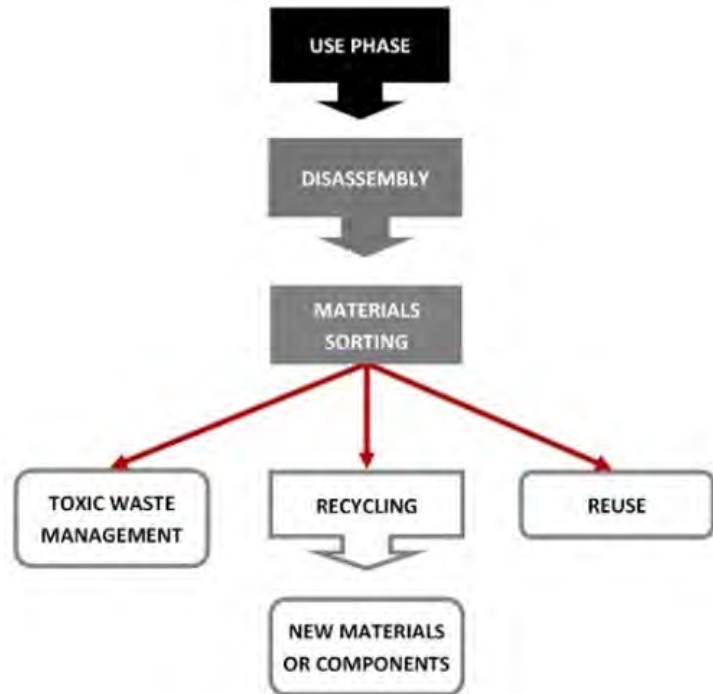 USE PHASE
DISASSEMBLY
MATERIALS
SORTING
TOXIC WASTE
MANAGEMENT
RECYCLING
REUSE
NEW MATERIALS
OR COMPONENTS